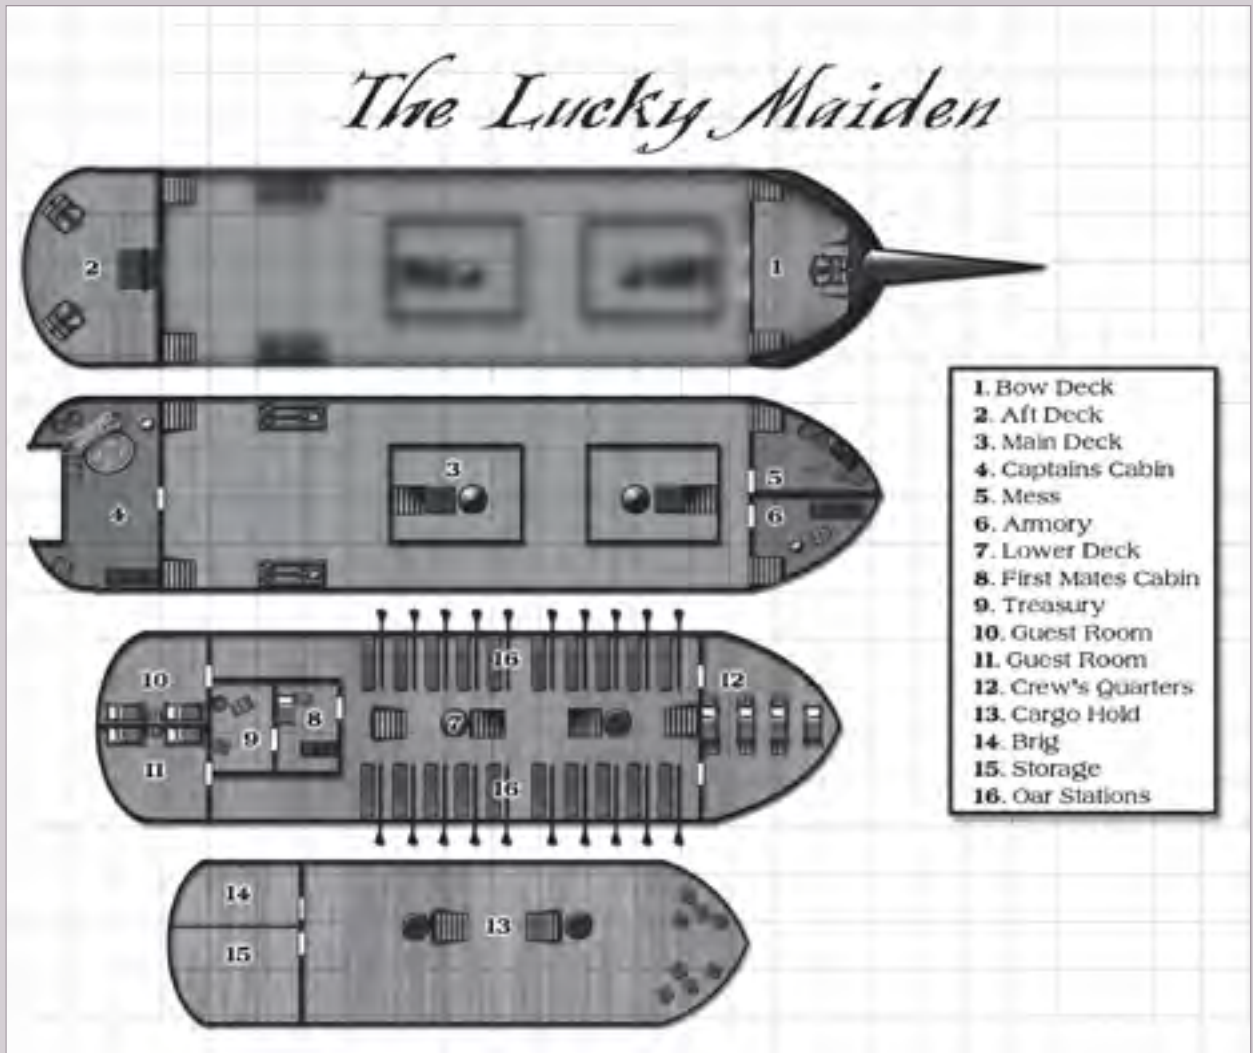 The Lucky Maiden
2
1
3
4
5
6
1. Bow Deck
2. Aft Deck
3. Main Deck
4. Captains Cabin
5. Mess
6. Armory
7. Lower Deck
8. First Mates Cabin
9. Treasury
10. Guest Room
11. Guest Room
12. Crew's Quarters
13. Cargo Hold
14. Brig
15. Storage
16. Oar Stations
10
16
12
8
7
9
11
16
14
13
15